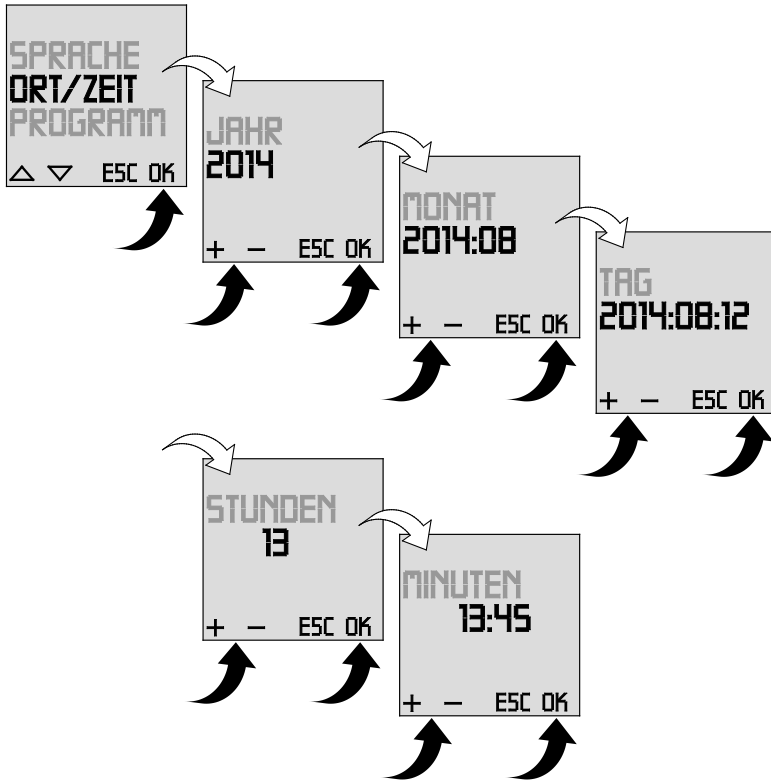 SPRACHE
ORT/ZEIT
PROGRAMM
ESC OK
JAHR
2014
+ - ESC OK
MONAT
2014:08
+ - ESC OK
TAG
2014:08:12
+ - ESC OK
STUNDEN
13
+ - ESC OK
MINUTEN
13:45
+ - ESC OK